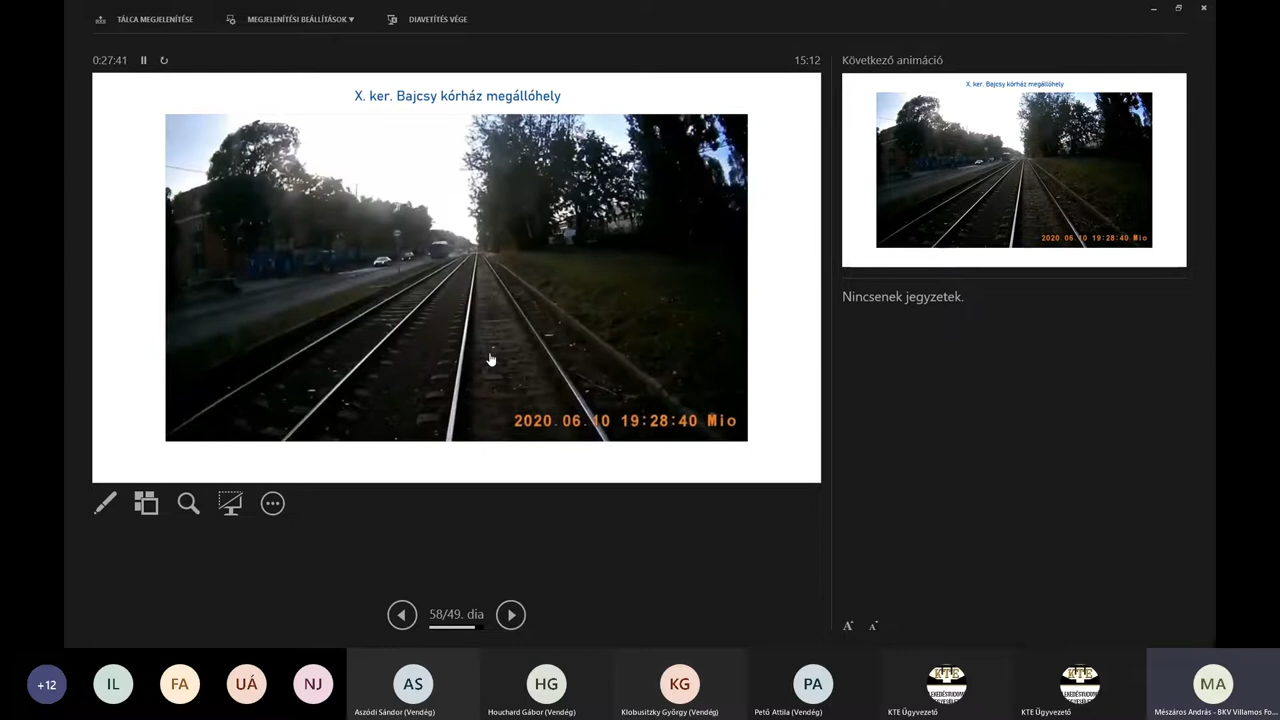 TÁLCA MEGJELENÍTÉSE
MEGJELENÍTÉSI BEÁLLÍTÁSOK ▼
DIAVETÍTÉS VÉGE
0:27:41
15:12
X. ker. Bajcsy kórház megállóhely
2020.06.10 19:28:40 Mio
Következő animáció
X. ker. Bajcsy kórház megállóhely
2020.06.10 19:28:40 Mio
Nincsenek jegyzetek.
58/49. dia
A A
+12
IL
FA
UÁ
NJ
AS
Aszódi Sándor (Vendég)
HG
Houchard Gábor (Vendég)
KG
Klobusitzky György (Vendég)
PA
Pető Attila (Vendég)
KTE
KTE Ügyvezető
KTE
KTE Ügyvezető
MA
Mészáros András - BKV Villamos Fo...